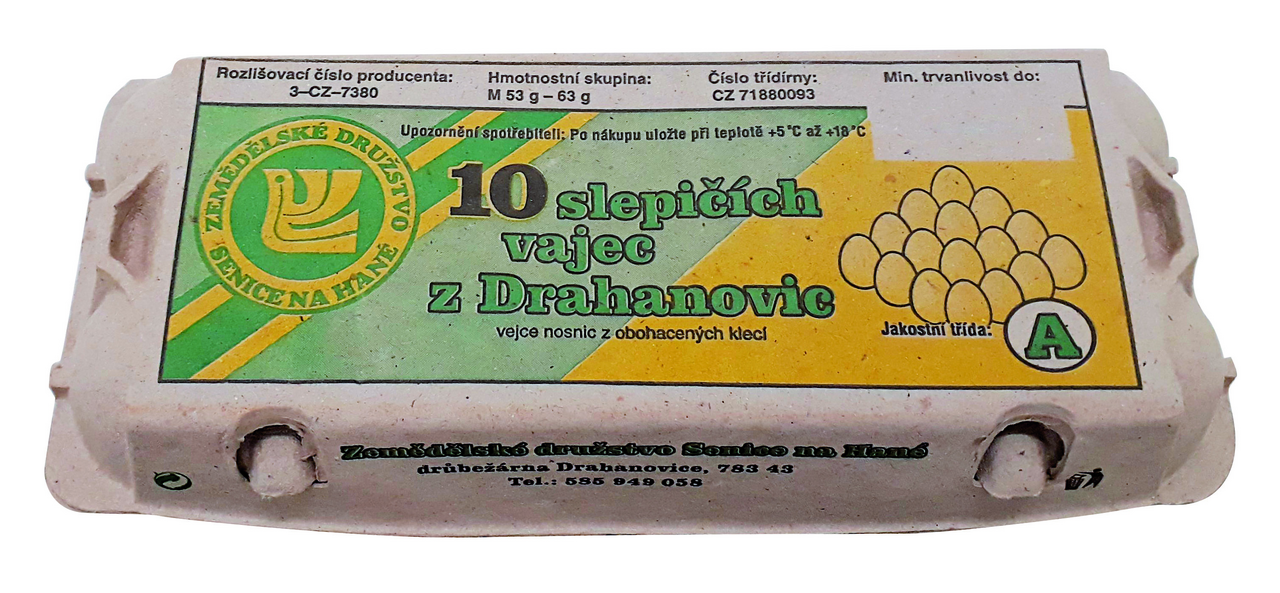 Rozlišovací číslo producenta:
3–CZ–7380
Hmotnostní skupina:
M 53 g – 63 g
Číslo třídírny:
CZ 71880093
Min. trvanlivost do:
Upozornění spotřebiteli: Po nákupu uložte při teplotě +5°C až +18°C
ZEMĚDĚLSKÉ DRUŽSTVO
SENICE NA HANÉ
10 slepičích
vajec
z Drahanovic
vejce nosnic z obohacených klecí
Jakostní třída:
A
Zemědělské družstvo Senice na Hané
drůbežárna Drahanovice, 783 43
Tel.: 585 949 058